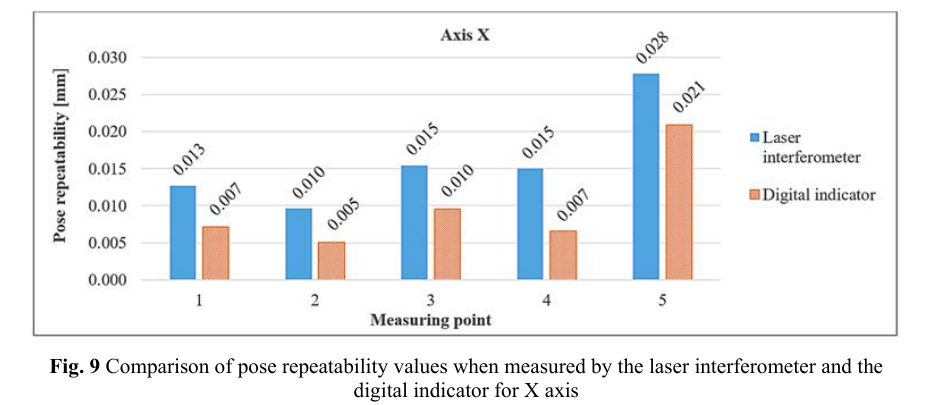 Axis X
Pose repeatability [mm]
0.030
0.025
0.020
0.015
0.010
0.005
0.000
0.013
0.007
0.010
0.005
0.015
0.010
0.015
0.007
0.028
0.021
1 2 3 4 5
Measuring point
Laser
interferometer
Digital indicator
Fig. 9 Comparison of pose repeatability values when measured by the laser interferometer and the
digital indicator for X axis